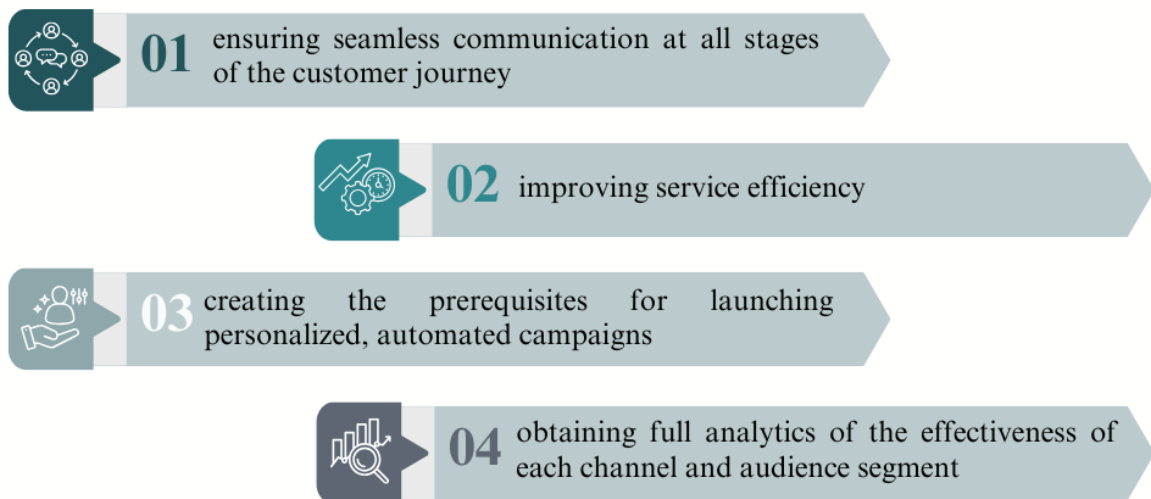 01 ensuring seamless communication at all stages
of the customer journey
02 improving service efficiency
03 creating the prerequisites for launching
personalized, automated campaigns
04 obtaining full analytics of the effectiveness of
each channel and audience segment